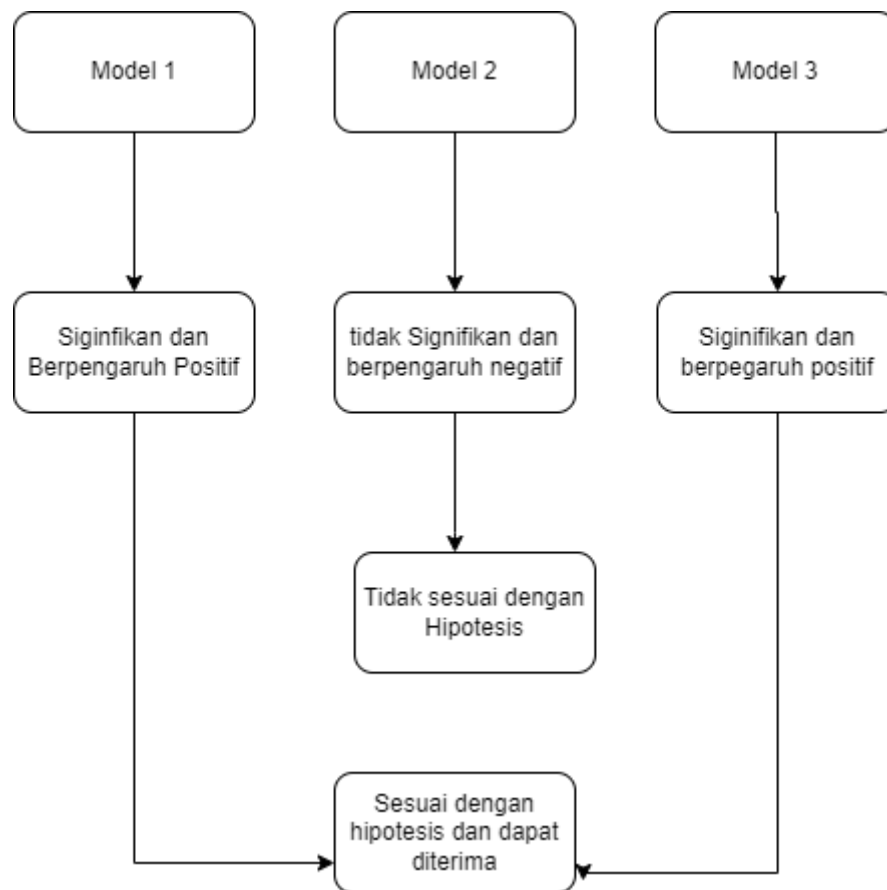 Model 1
Model 2
Model 3
Siginfikan dan
Berpengaruh Positif
tidak Signifikan dan
berpengaruh negatif
Siginifikan dan
berpegaruh positif
Tidak sesuai dengan
Hipotesis
Sesuai dengan
hipotesis dan dapat
diterima